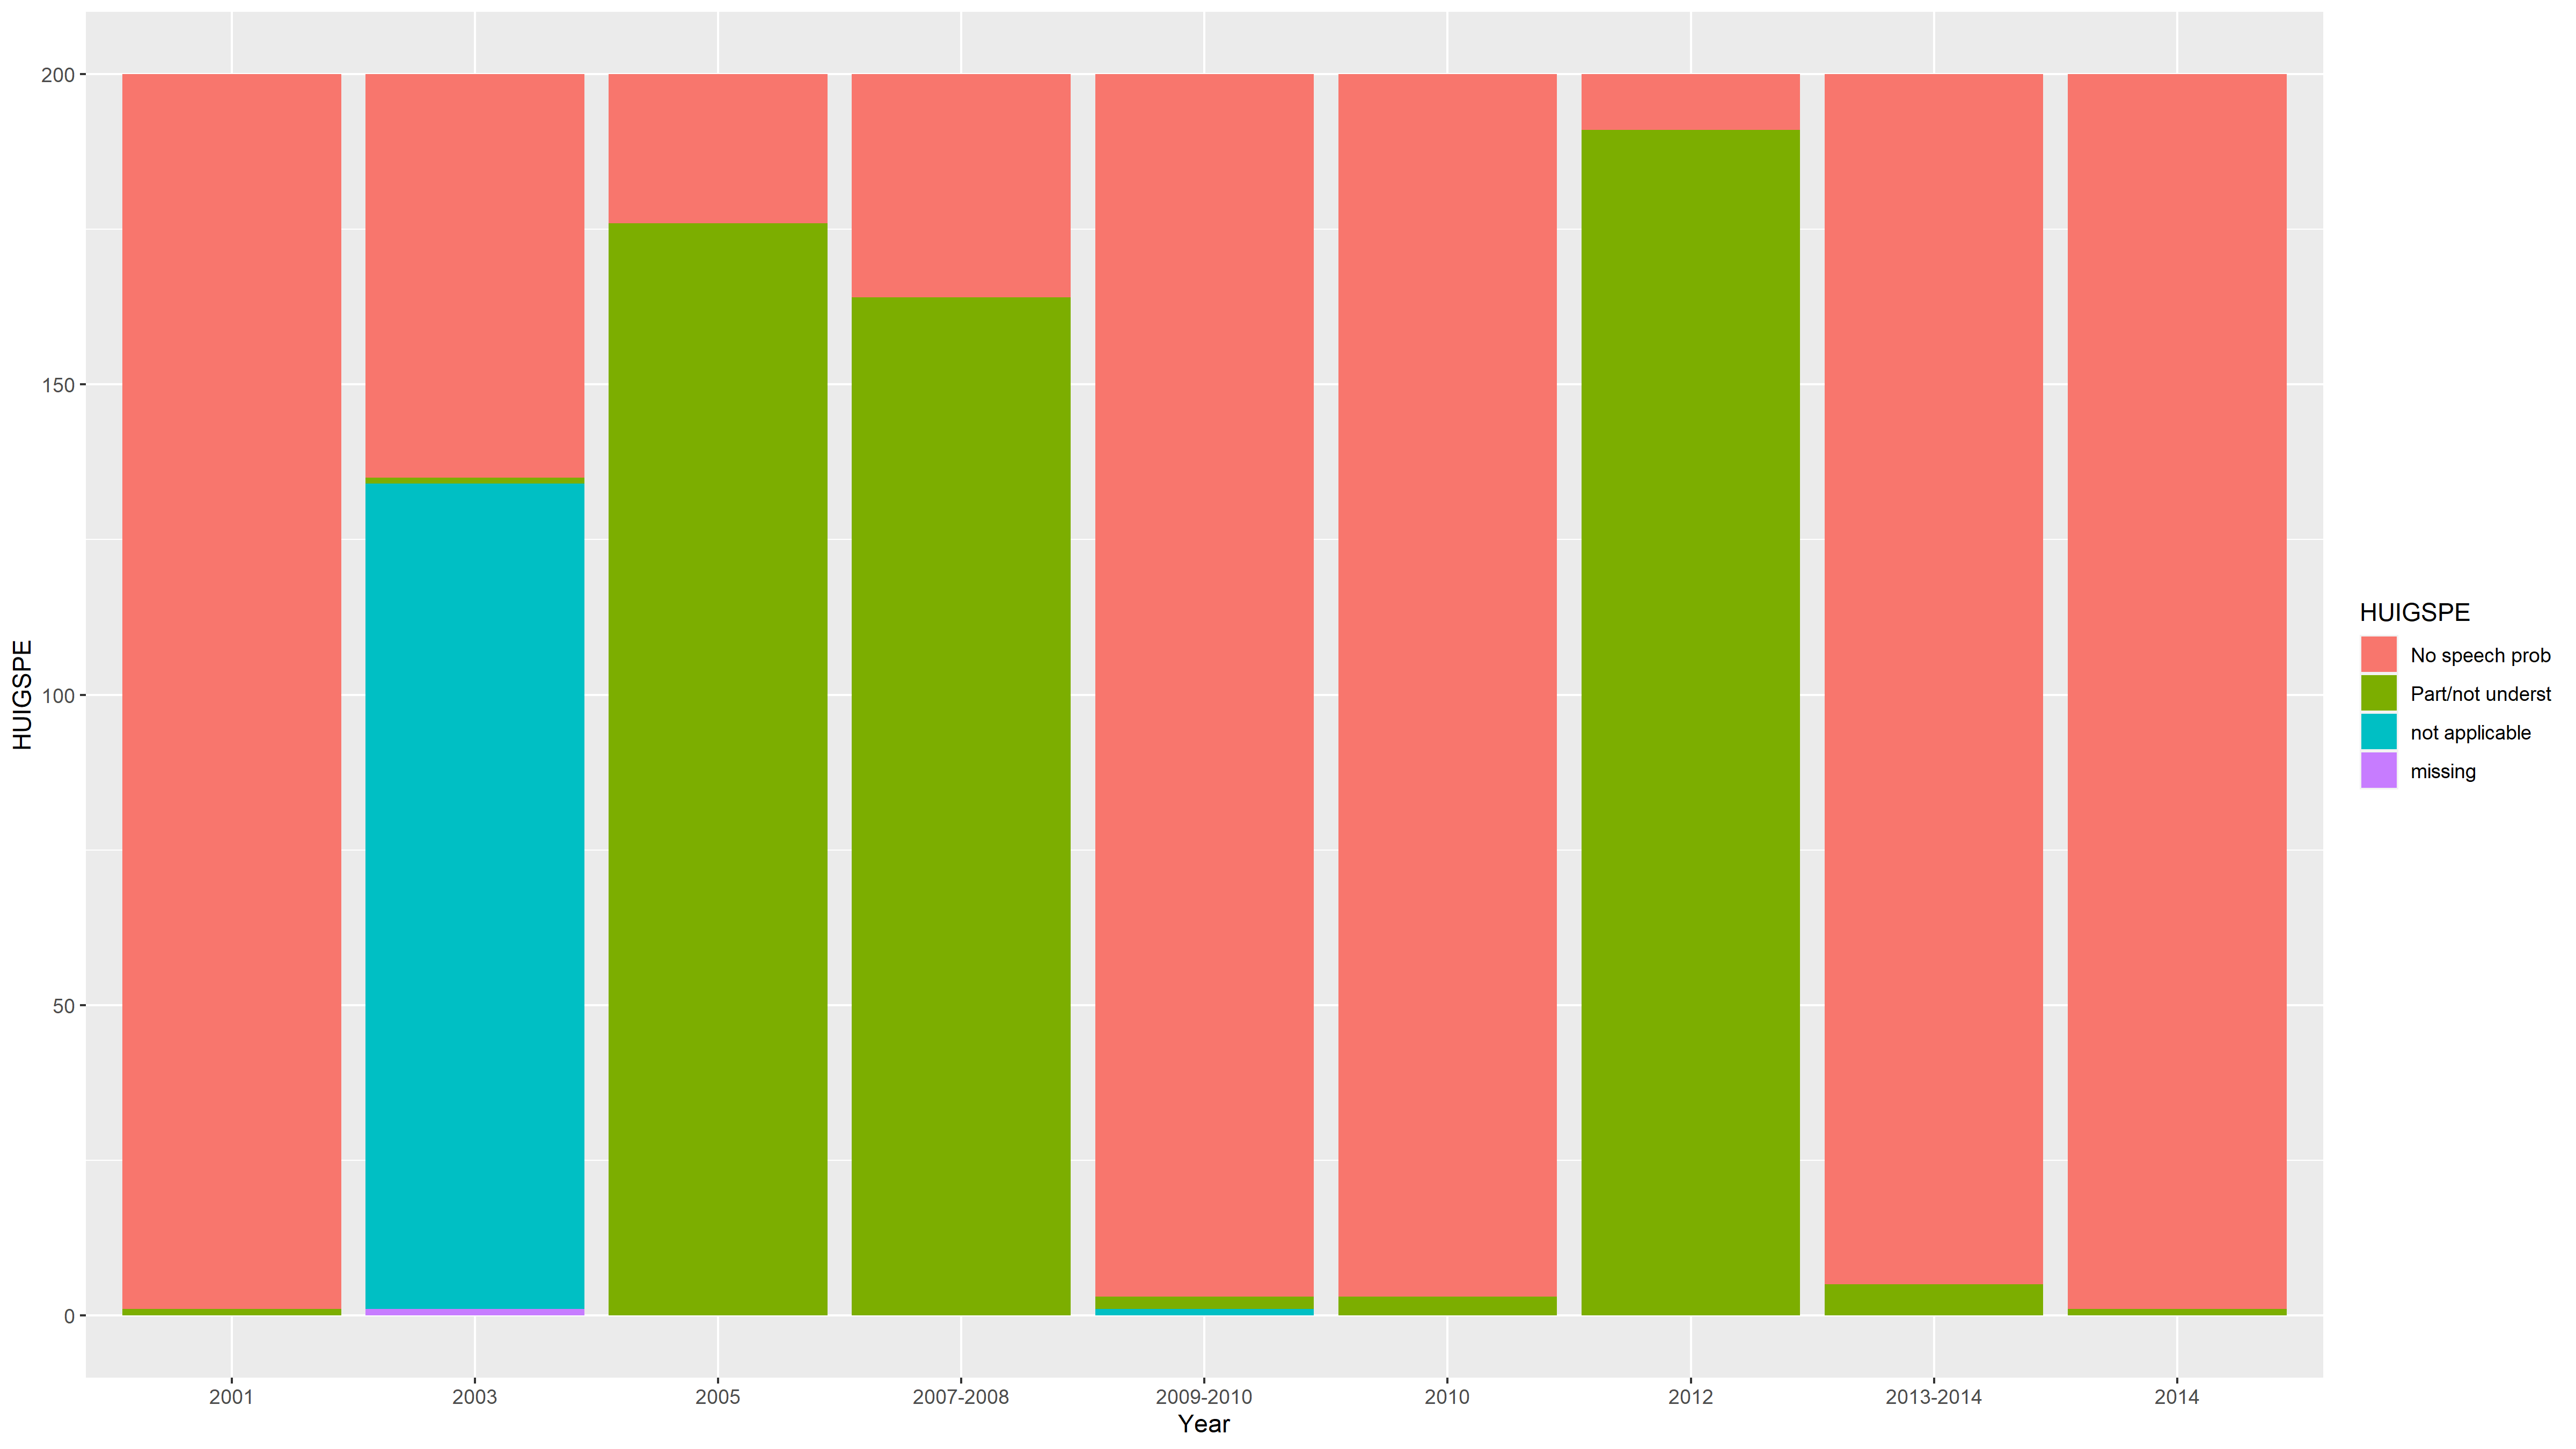 200
150
100
50
0
HUIGSPE
2001 2003 2005 2007-2008 2009-2010 2010 2012 2013-2014 2014
Year
HUIGSPE
No speech prob
Part/not underst
not applicable
missing